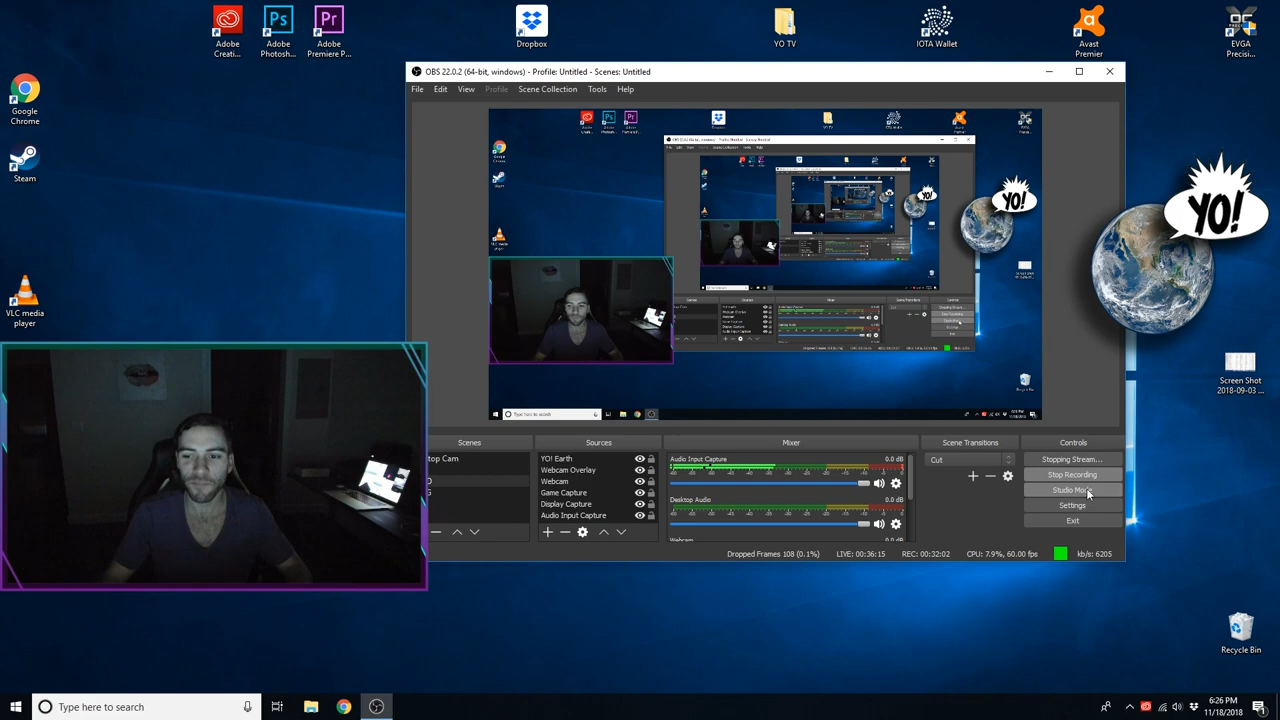 Adobe
Creati...
Adobe
Photosh...
Adobe
Premiere P...
Dropbox
YO TV
IOTA Wallet
Avast
Premier
EVGA
Precisi...
Google
Chrome
Steam
VLC media
player
YO!
Screen Shot
2018-09-03 ...
Recycle Bin
OBS 22.0.2 (64-bit, windows) - Profile: Untitled - Scenes: Untitled
File Edit View Profile Scene Collection Tools Help
YO!
Type here to search
Scenes
top Cam
Sources
YO! Earth
Webcam Overlay
Webcam
Game Capture
Display Capture
Audio Input Capture
Mixer
Audio Input Capture 0.0 dB
Desktop Audio 0.0 dB
Webcam
Scene Transitions
Cut
Controls
Stopping Stream...
Stop Recording
Studio Mode
Settings
Exit
Dropped Frames 108 (0.1%) LIVE: 00:36:15 REC: 00:32:02 CPU: 7.9%, 60.00 fps kb/s: 6205
Type here to search
6:26 PM
11/18/2018